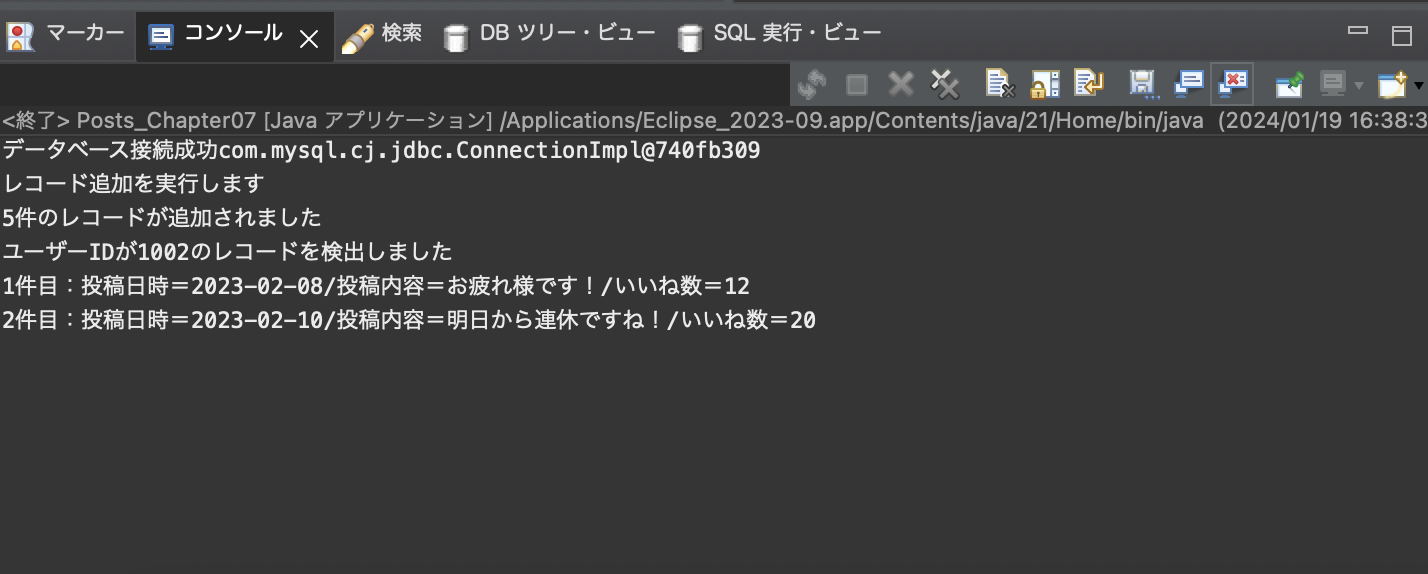 マーカー コンソール 検索 DB ツリー・ビュー SQL 実行・ビュー
<終了> Posts_Chapter07 [Java アプリケーション] /Applications/Eclipse_2023-09.app/Contents/java/21/Home/bin/java (2024/01/19 16:38:3
データベース接続成功com.mysql.cj.jdbc.ConnectionImpl@740fb309
レコード追加を実行します
5件のレコードが追加されました
ユーザーIDが1002のレコードを検出しました
1件目：投稿日時＝2023-02-08/投稿内容＝お疲れ様です！/いいね数＝12
2件目：投稿日時＝2023-02-10/投稿内容＝明日から連休ですね！/いいね数＝20